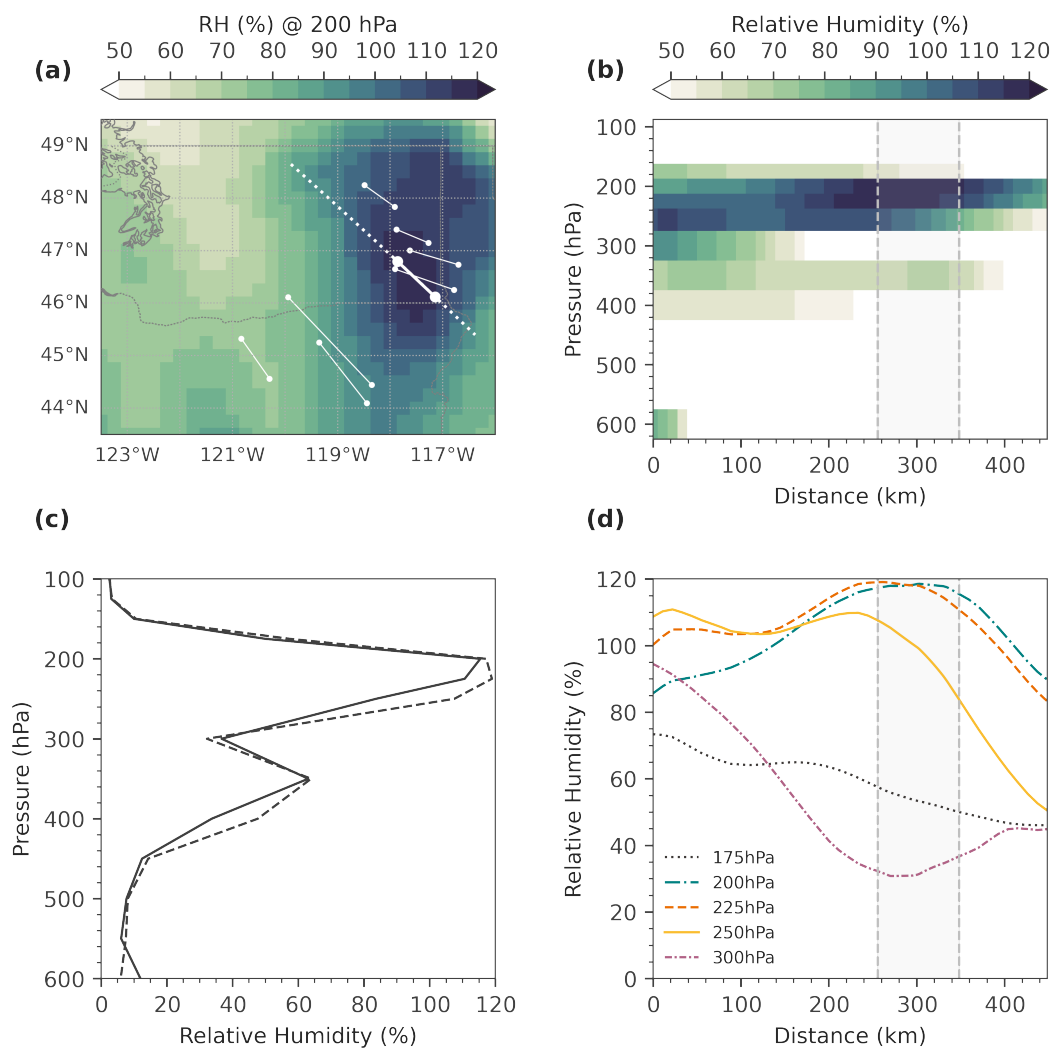 RH (%) @ 200 hPa
50 60 70 80 90 100 110 120
(a)
49°N
48°N
47°N
46°N
45°N
44°N
123°W 121°W 119°W 117°W
Relative Humidity (%)
50 60 70 80 90 100 110 120
(b)
100
200
300
400
500
600
Pressure (hPa)
0 100 200 300 400
Distance (km)
(c)
100
200
300
400
500
600
Pressure (hPa)
0 20 40 60 80 100 120
Relative Humidity (%)
(d)
120
100
80
60
40
20
0
Relative Humidity (%)
175hPa
200hPa
225hPa
250hPa
300hPa
0 100 200 300 400
Distance (km)